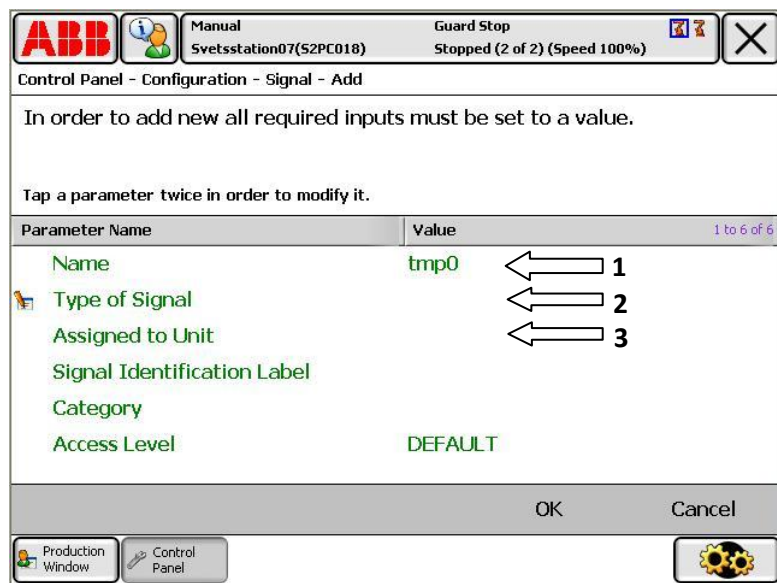 ABB Manual Guard Stop
Svetsstation07(S2PC018) Stopped (2 of 2) (Speed 100%)
Control Panel - Configuration - Signal - Add
In order to add new all required inputs must be set to a value.
Tap a parameter twice in order to modify it.
Parameter Name Value 1 to 6 of 6
Name tmp0 1
Type of Signal 2
Assigned to Unit 3
Signal Identification Label
Category
Access Level DEFAULT
OK Cancel
Production Window Control Panel